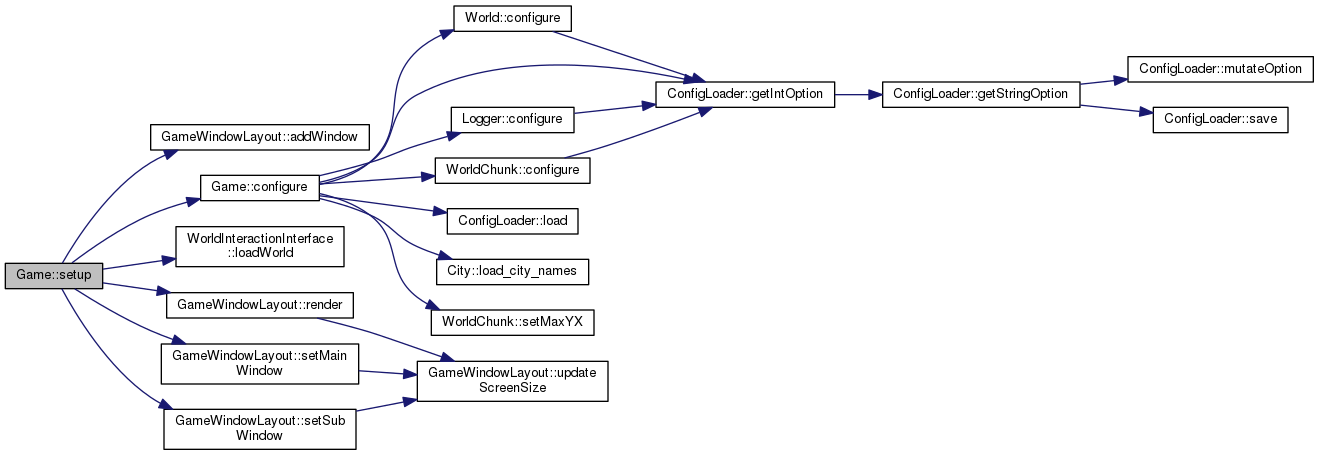 Game::setup
GameWindowLayout::addWindow
Game::configure
WorldInteractionInterface
::loadWorld
GameWindowLayout::render
GameWindowLayout::setMain
Window
GameWindowLayout::setSub
Window
World::configure
Logger::configure
WorldChunk::configure
ConfigLoader::load
City::load_city_names
WorldChunk::setMaxYX
GameWindowLayout::update
ScreenSize
ConfigLoader::getIntOption
ConfigLoader::getStringOption
ConfigLoader::mutateOption
ConfigLoader::save